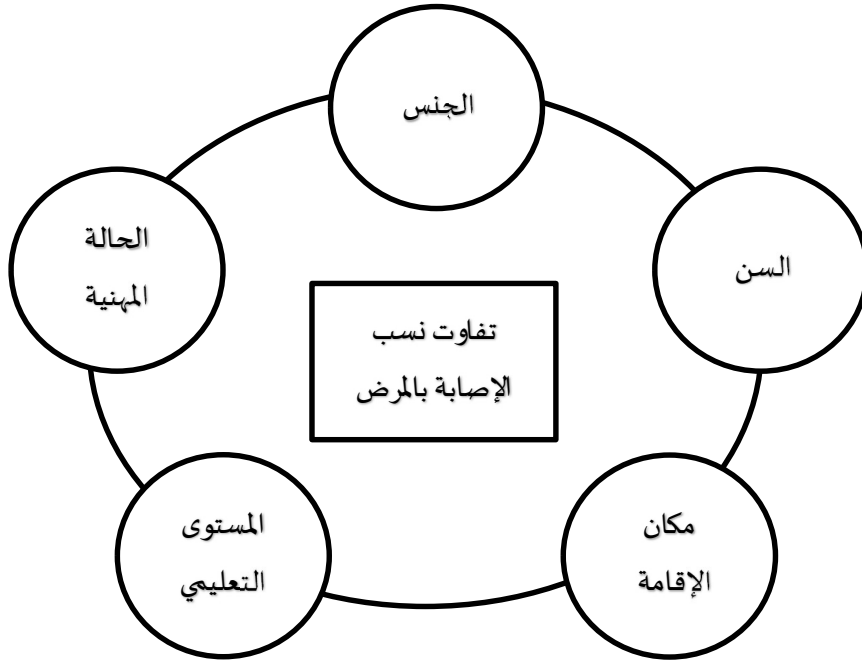 الجنس
السن
الحالة
المهنية
تفاوت نسب
الإصابة بالمرض
مكان
الإقامة
المستوى
التعليمي